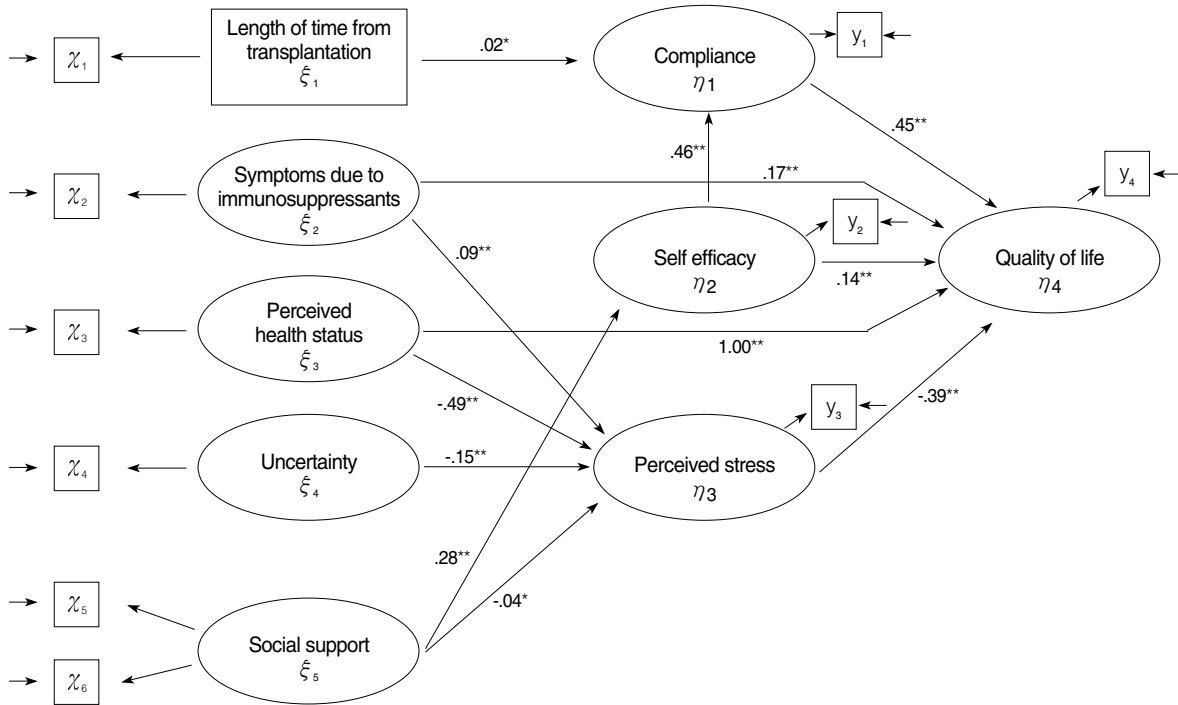 Length of time from
transplantation
ξ1
χ1
.02*
Compliance
η1
y1
.45**
.46**
Symptoms due to
immunosuppressants
ξ2
χ2
.17**
.09**
Self efficacy
η2
y2
.14**
Quality of life
η4
y4
Perceived
health status
ξ3
χ3
1.00**
-.49**
-.39**
Uncertainty
ξ4
χ4
-.15**
Perceived stress
η3
y3
.28**
-.04*
Social support
ξ5
χ5
χ6